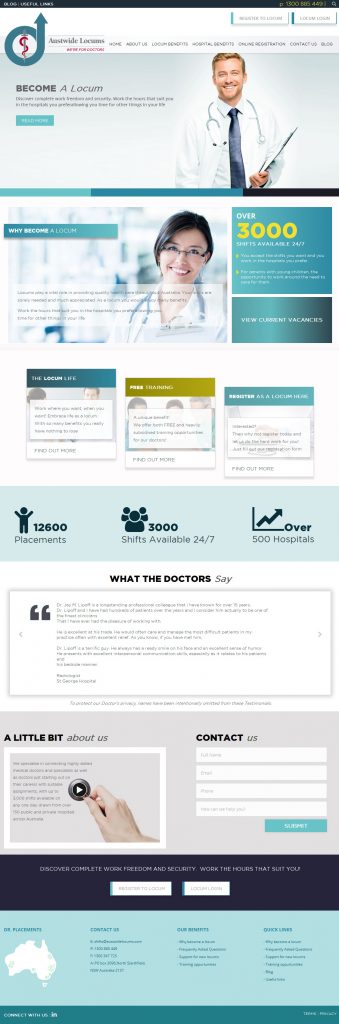 BLOG | USEFUL LINKS
p: 1300 885 449 |
REGISTER TO LOCUM
LOCUM LOGIN
Austwide Locums
WE'RE FOR DOCTORS
HOME ABOUT US LOCUM BENEFITS HOSPITAL BENEFITS ONLINE REGISTRATION CONTACT US BLOG
BECOME A Locum
Discover complete work freedom and security. Work the hours that suit you
in the hospitals you prefer allowing you time for other things in your life
READ MORE
WHY BECOME A LOCUM
Locums play a vital role in providing quality health care throughout Australia. Your skills are
sorely needed and much appreciated. As a locum you would enjoy many benefits.
Work the hours that suit you in the hospitals you prefer allowing you
time for other things in your life
OVER
3000
SHIFTS AVAILABLE 24/7
You choose the shifts you want and you
work in the hospitals you prefer.
For parents with young children, the
opportunity to work around the need to
care for them
VIEW CURRENT VACANCIES
THE LOCUM LIFE
Work where you want, when you
want! Embrace life as a locum
With so many benefits you really
have nothing to lose
FIND OUT MORE
FREE TRAINING
A unique benefit!
We offer both FREE and heavily
subsidised training opportunities
for our doctors!
FIND OUT MORE
REGISTER AS A LOCUM HERE
Interested?
Then why not register today and
let us do the hard work for you!
Just fill out our registration form
FIND OUT MORE
12600
Placements
3000
Shifts Available 24/7
Over
500 Hospitals
WHAT THE DOCTORS Say
Dr. Jay M. Lipoff is a longstanding professional colleague that I have known for over 15 years.
Dr. Lipoff and I have had hundreds of patients over the years and I consider him actually to be one of
the finest clinicians
That I have ever had the pleasure of working with.
He is excellent at his trade. He would often care and manage the most difficult patients in my
practice often with excellent relief. As you know, if you have met him,
Dr. Lipoff is a terrific guy. He always has a ready smile on his face and an excellent sense of humor.
He presents with excellent interpersonal communication skills, especially as it relates to his patients
and
his bedside manner
Radiologist
St George Hospital
To protect our Doctor's privacy, names have been intentionally omitted from these Testimonials.
A LITTLE BIT about us
We specialise in connecting highly skilled
medical doctors and specialists as well
as doctors just starting out on
their careers with suitable
assignments, with up to
3,000 shifts available on
any one day drawn from over
150 public and private hospitals
across Australia.
CONTACT us
Full Name
Email
Phone
How can we help you?
SUBMIT
DISCOVER COMPLETE WORK FREEDOM AND SECURITY. WORK THE HOURS THAT SUIT YOU!
REGISTER TO LOCUM
LOCUM LOGIN
DR. PLACEMENTS
CONTACT US
P: 1300 885 449
NSW Australia 2137
OUR BENEFITS
- Why become a locum
- Frequently Asked Questions
- Support for new locums
- Training opportunities
QUICK LINKS
- Why become a locum
- Frequently Asked Questions
- Support for new locums
- Training opportunities
- Blog
- Useful links
CONNECT WITH US : in
TERMS | PRIVACY